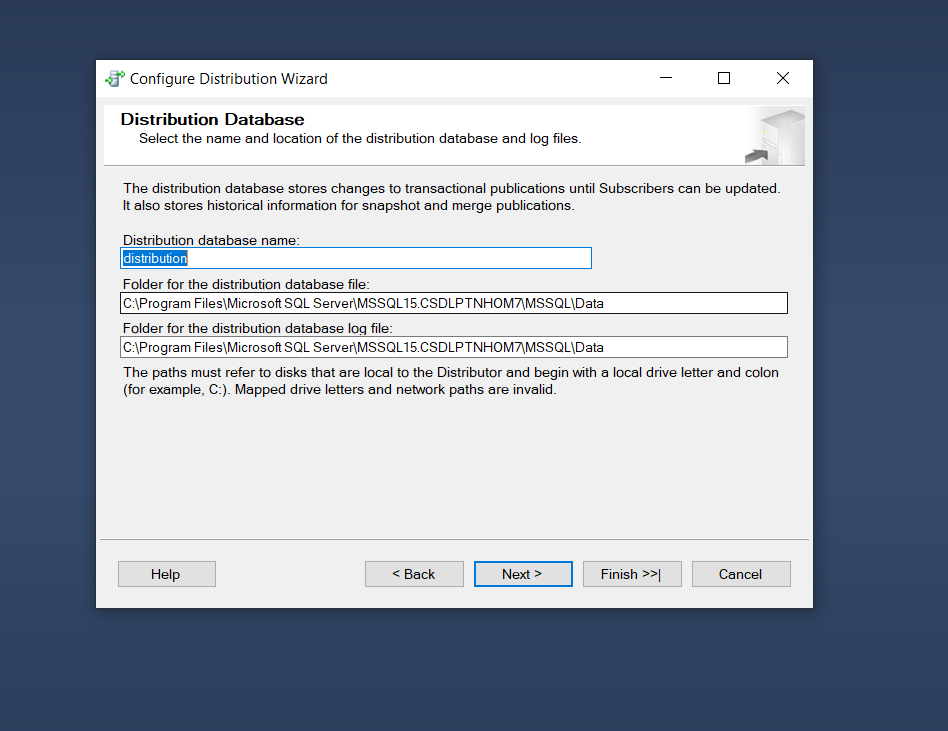 Configure Distribution Wizard
Distribution Database
Select the name and location of the distribution database and log files.
The distribution database stores changes to transactional publications until Subscribers can be updated.
It also stores historical information for snapshot and merge publications.
Distribution database name:
distribution
Folder for the distribution database file:
C:\Program Files\Microsoft SQL Server\MSSQL15.CSDLPTNHOM7\MSSQL\Data
Folder for the distribution database log file:
C:\Program Files\Microsoft SQL Server\MSSQL15.CSDLPTNHOM7\MSSQL\Data
The paths must refer to disks that are local to the Distributor and begin with a local drive letter and colon
(for example, C:). Mapped drive letters and network paths are invalid.
Help
< Back
Next >
Finish >>|
Cancel